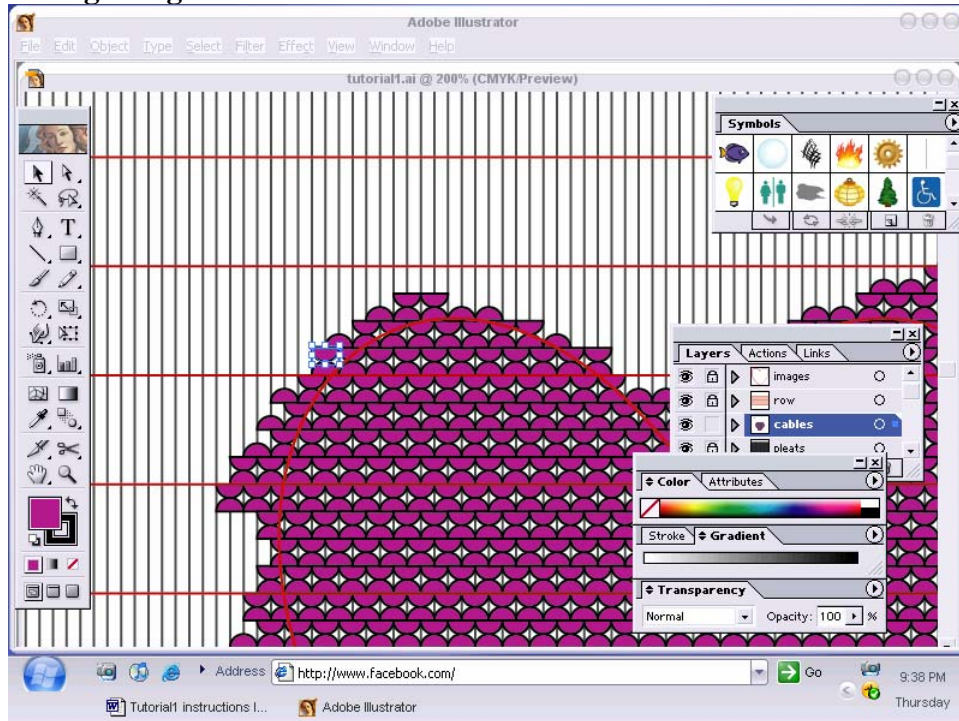 Adobe Illustrator
File Edit Object Type Select Filter Effect View Window Help
tutorial1.ai @ 200% (CMYK/Preview)
Symbols
T
Layers Actions Links
images
row
cables
pleats
Color Attributes
Stroke Gradient
Transparency
Normal Opacity: 100 %
Address http://www.facebook.com/ Go 9:38 PM
Tutorial1 instructions I... Adobe Illustrator Thursday